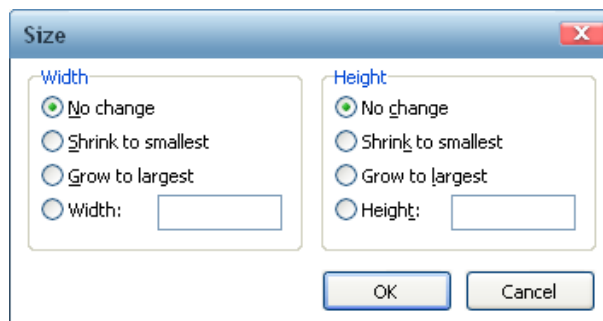 Size
Width
No change
Shrink to smallest
Grow to largest
Width:
Height
No change
Shrink to smallest
Grow to largest
Height:
OK
Cancel